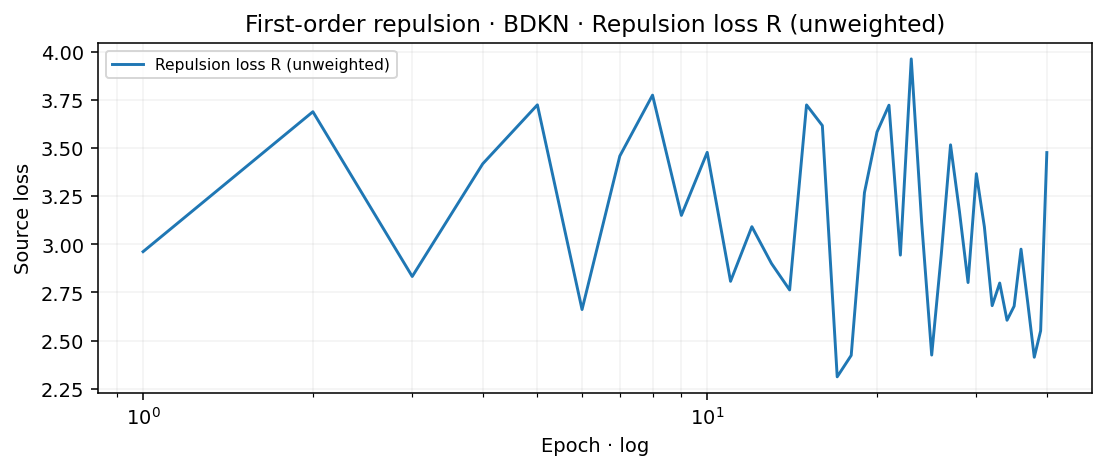 First-order repulsion · BDKN · Repulsion loss R (unweighted)
Repulsion loss R (unweighted)
Source loss
4.00
3.75
3.50
3.25
3.00
2.75
2.50
2.25
10⁰ 10¹
Epoch · log